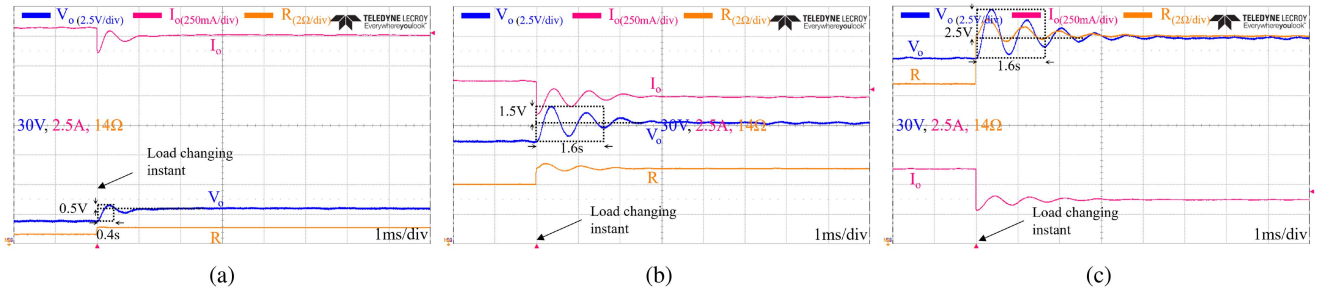 Vo (2.5V/div) Io(250mA/div) R(2Ω/div) TELEDYNE LECROY
Everywhereyoulook™
Io
30V, 2.5A, 14Ω
Load changing
instant
Vo
0.5V
0.4s
R
1ms/div
(a)
Vo (2.5V/div) Io(250mA/div) R(2Ω/div) TELEDYNE LECROY
Everywhereyoulook™
Io
1.5V
30V, 2.5A, 14Ω
Vo
1.6s
R
Load changing
instant
1ms/div
(b)
Vo (2.5V/div) Io(250mA/div) R(2Ω/div) TELEDYNE LECROY
Everywhereyoulook™
2.5V
Vo
1.6s
R
30V, 2.5A, 14Ω
Io
Load changing
instant
1ms/div
(c)